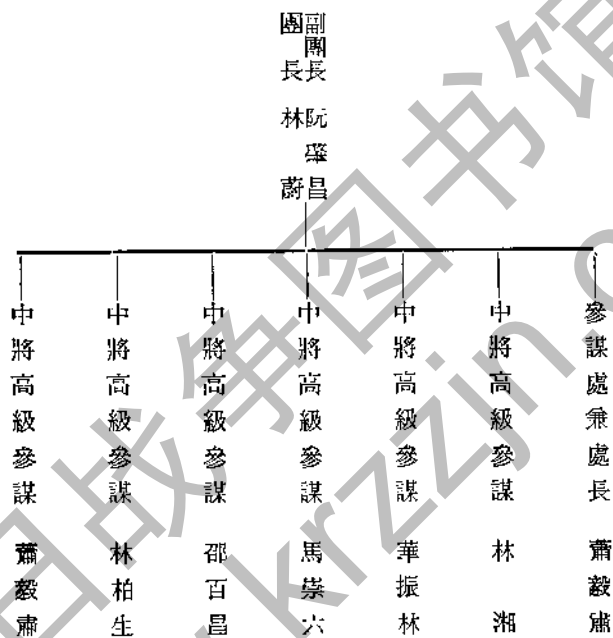 副團長 阮肇昌
團長 林蔚
參謀處兼處長 蕭毅肅
中將高級參謀 林湘
中將高級參謀 華振林
中將高級參謀 馬崇六
中將高級參謀 邵百昌
中將高級參謀 林柏生
中將高級參謀 蕭毅肅